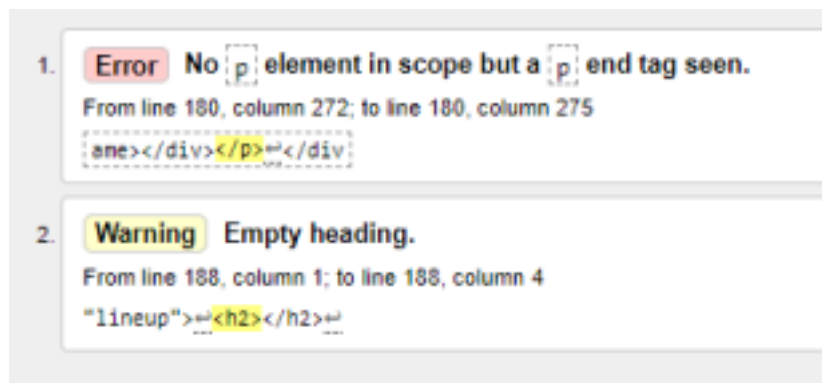 1. Error No p element in scope but a p end tag seen.
From line 180, column 272; to line 180, column 275
ame></div></p>↩</div
2. Warning Empty heading.
From line 188, column 1; to line 188, column 4
"lineup">↩<h2></h2>↩